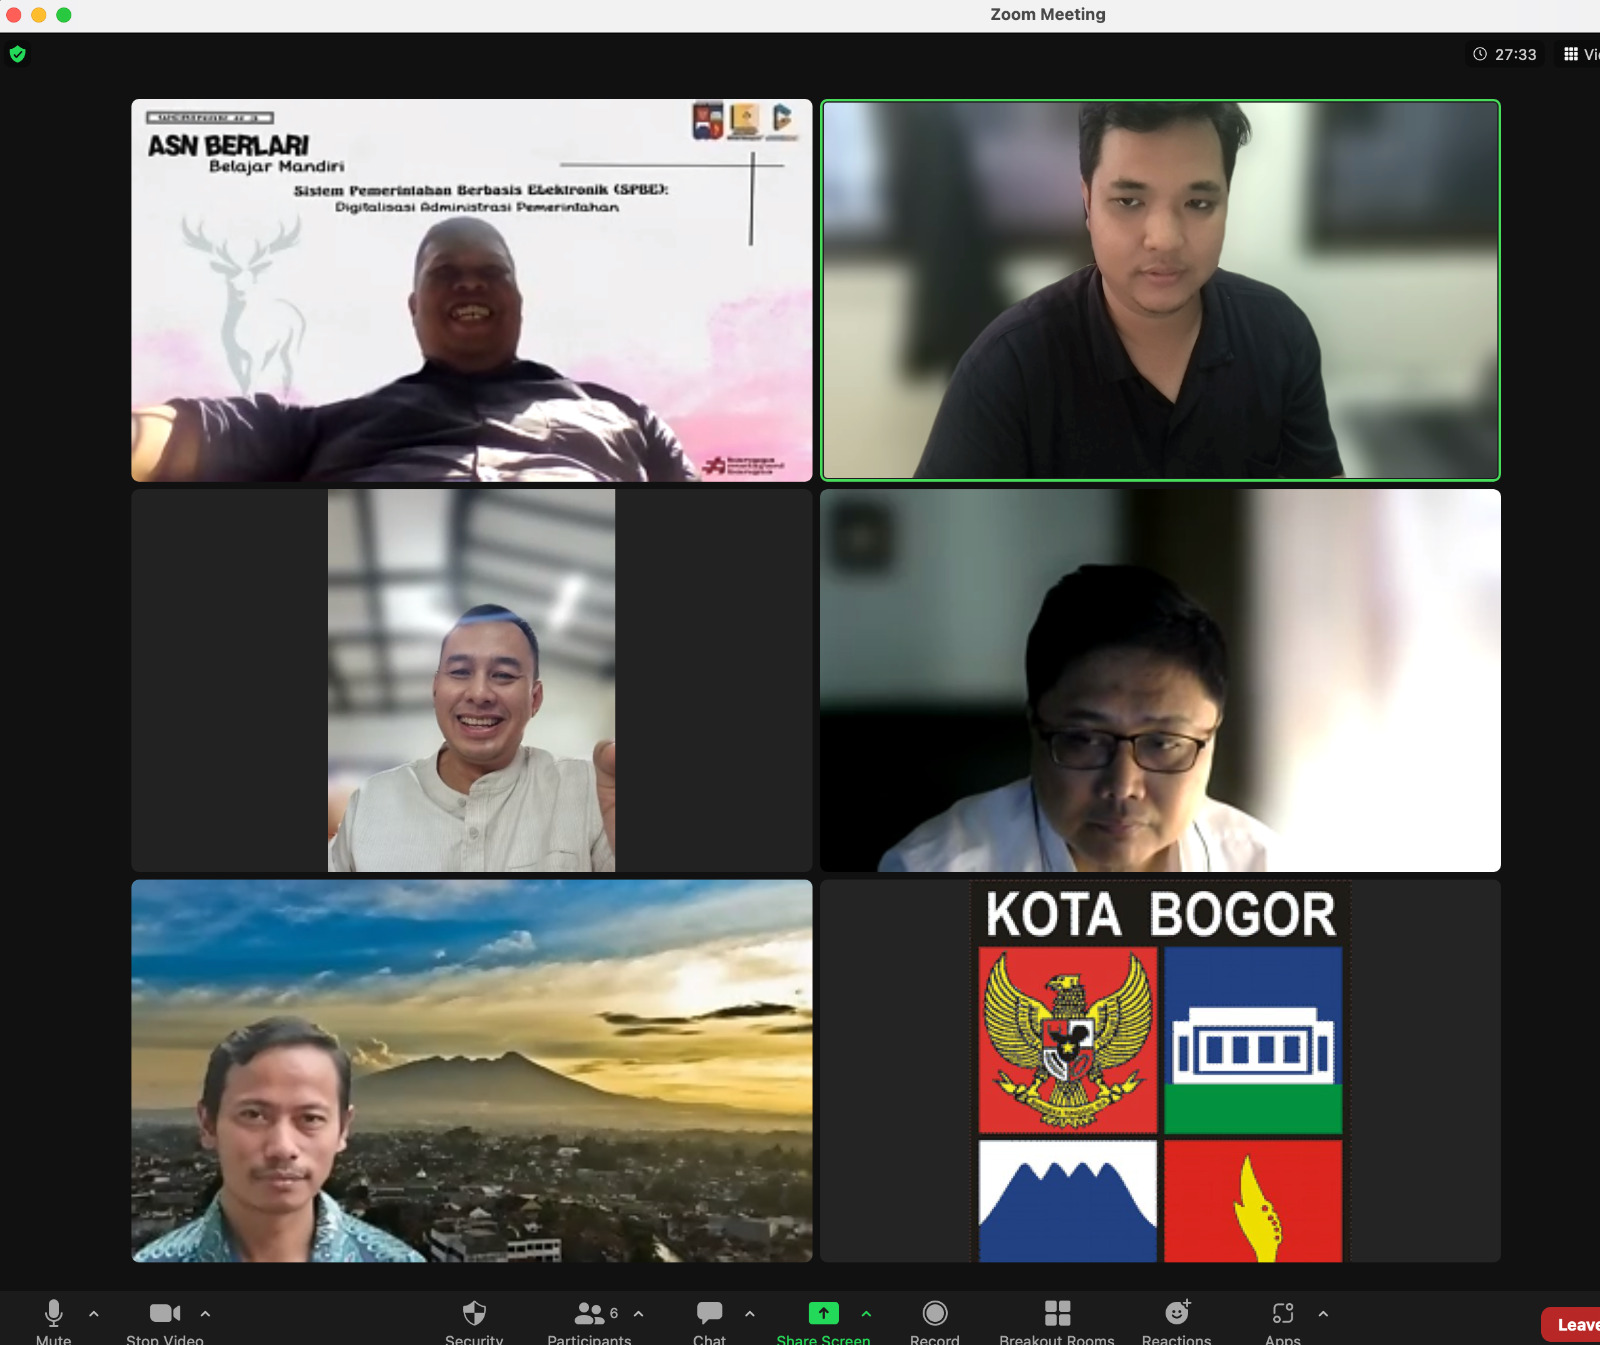 Zoom Meeting
27:33
ASN BERLARI
Belajar Mandiri
Sistem Pemerintahan Berbasis ELektronik (SPBE):
Digitalisasi Administrasi Pemerintahan
KOTA BOGOR
6
Mute
Stop Video
Security
Participants
Chat
Share Screen
Record
Breakout Rooms
Reactions
Apps
Leave